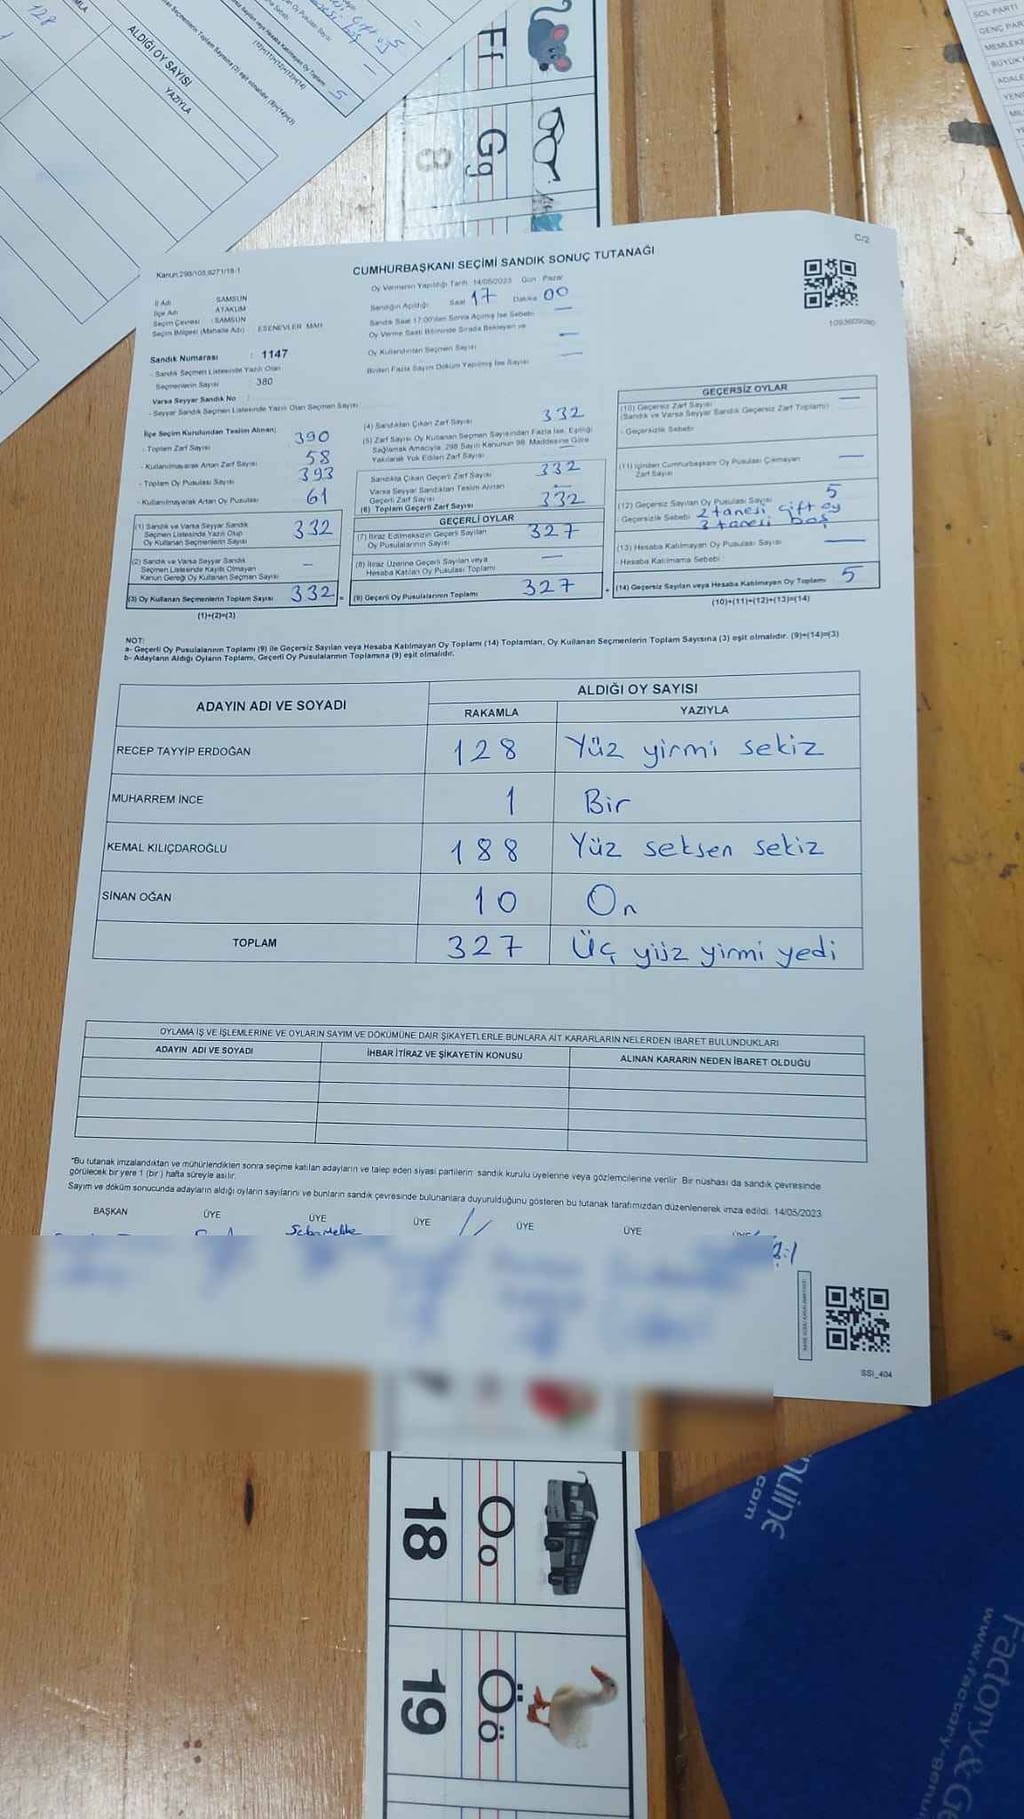 128
ALDIĞI OY SAYISI
YAZIYLA
(10)+(11)+(12)+(13)=(14)
5
Ff
Gg
8
SOL PARTİ
C/2
CUMHURBAŞKANI SEÇİMİ SANDIK SONUÇ TUTANAĞI
Oy Vermenin Yapıldığı Tarih 14/05/2023 Gün Pazar
İl Adı SAMSUN
İlçe Adı ATAKUM
Seçim Çevresi SAMSUN
Seçim Bölgesi (Mahalle Adı) ESENEVLER MAH.
Sandığın Açıldığı Saat 17 Dakika 00
Sandık Saat 17:00'den Sonra Açılmış İse Sebebi —
Oy Verme Saati Bitiminde Sırada Bekleyen ve
Oy Kullandırılan Seçmen Sayısı —
Birden Fazla Sayım Döküm Yapılmış İse Sayısı —
Sandık Numarası : 1147
- Sandık Seçmen Listesinde Yazılı Olan
Seçmenlerin Sayısı 380
Varsa Seyyar Sandık No
- Seyyar Sandık Seçmen Listesinde Yazılı Olan Seçmen Sayısı
İlçe Seçim Kurulundan Teslim Alınan;
- Toplam Zarf Sayısı 390
- Kullanılmayarak Artan Zarf Sayısı 58
- Toplam Oy Pusulası Sayısı 393
- Kullanılmayarak Artan Oy Pusulası 61
(1) Sandık ve Varsa Seyyar Sandık
Seçmen Listesinde Yazılı Olup
Oy Kullanan Seçmenlerin Sayısı 332
(2) Sandık ve Varsa Seyyar Sandık
Seçmen Listesinde Kayıtlı Olmayan
Kanun Gereği Oy Kullanan Seçmen Sayısı —
(3) Oy Kullanan Seçmenlerin Toplam Sayısı 332
(1)+(2)=(3)
(4) Sandıktan Çıkan Zarf Sayısı 332
(5) Zarf Sayısı Oy Kullanan Seçmen Sayısından Fazla İse, Eşitliği
Sağlamak Amacıyla, 298 Sayılı Kanunun 98. Maddesine Göre
Yakılarak Yok Edilen Zarf Sayısı —
Sandıkta Çıkan Geçerli Zarf Sayısı 332
Varsa Seyyar Sandıktan Teslim Alınan
Geçerli Zarf Sayısı —
(6) Toplam Geçerli Zarf Sayısı 332
GEÇERLİ OYLAR
(7) İtiraz Edilmeksizin Geçerli Sayılan
Oy Pusulalarının Sayısı 327
(8) İtiraz Üzerine Geçerli Sayılan veya
Hesaba Katılan Oy Pusulası Toplamı —
(9) Geçerli Oy Pusulalarının Toplamı 327
GEÇERSİZ OYLAR
(10) Geçersiz Zarf Sayısı
(Sandık ve Varsa Seyyar Sandık Geçersiz Zarf Toplamı) —
- Geçersizlik Sebebi
(11) İçinden Cumhurbaşkanı Oy Pusulası Çıkmayan
Zarf Sayısı —
(12) Geçersiz Sayılan Oy Pusulası Sayısı 5
- Geçersizlik Sebebi 2 tanesi çift oy
3 tanesi boş
(13) Hesaba Katılmayan Oy Pusulası Sayısı —
- Hesaba Katılmama Sebebi :
(14) Geçersiz Sayılan veya Hesaba Katılmayan Oy Toplamı 5
(10)+(11)+(12)+(13)=(14)
NOT:
a- Geçerli Oy Pusulalarının Toplamı (9) ile Geçersiz Sayılan veya Hesaba Katılmayan Oy Toplamı (14) Toplamları, Oy Kullanan Seçmenlerin Toplam Sayısına (3) eşit olmalıdır. (9)+(14)=(3)
b- Adayların Aldığı Oyların Toplamı, Geçerli Oy Pusulalarının Toplamına (9) eşit olmalıdır.
ADAYIN ADI VE SOYADI ALDIĞI OY SAYISI
RAKAMLA YAZIYLA
RECEP TAYYİP ERDOĞAN 128 Yüz yirmi sekiz
MUHARREM İNCE 1 Bir
KEMAL KILIÇDAROĞLU 188 Yüz seksen sekiz
SİNAN OĞAN 10 On
TOPLAM 327 Üç yüz yirmi yedi
OYLAMA İŞ VE İŞLEMLERİNE VE OYLARIN SAYIM VE DÖKÜMÜNE DAİR ŞİKAYETLERLE BUNLARA AİT KARARLARIN NELERDEN İBARET BULUNDUKLARI
ADAYIN ADI VE SOYADI İHBAR İTİRAZ VE ŞİKAYETİN KONUSU ALINAN KARARIN NEDEN İBARET OLDUĞU
*Bu tutanak imzalandıktan ve mühürlendikten sonra seçime katılan adayların ve talep eden siyasi partilerin sandık kurulu üyelerine veya gözlemcilerine verilir. Bir nüshası da sandık çevresinde
görülecek bir yere 1 (bir) hafta süreyle asılır.
Sayım ve döküm sonucunda adayların aldığı oyların sayılarını ve bunların sandık çevresinde bulunanlara duyurulduğunu gösteren bu tutanak tarafımızdan düzenlenerek imza edildi. 14/05/2023
BAŞKAN ÜYE ÜYE ÜYE ÜYE ÜYE
SSI_404
18 Oo
19 Öö
nuine
com
Factory&G
www.factory-genui